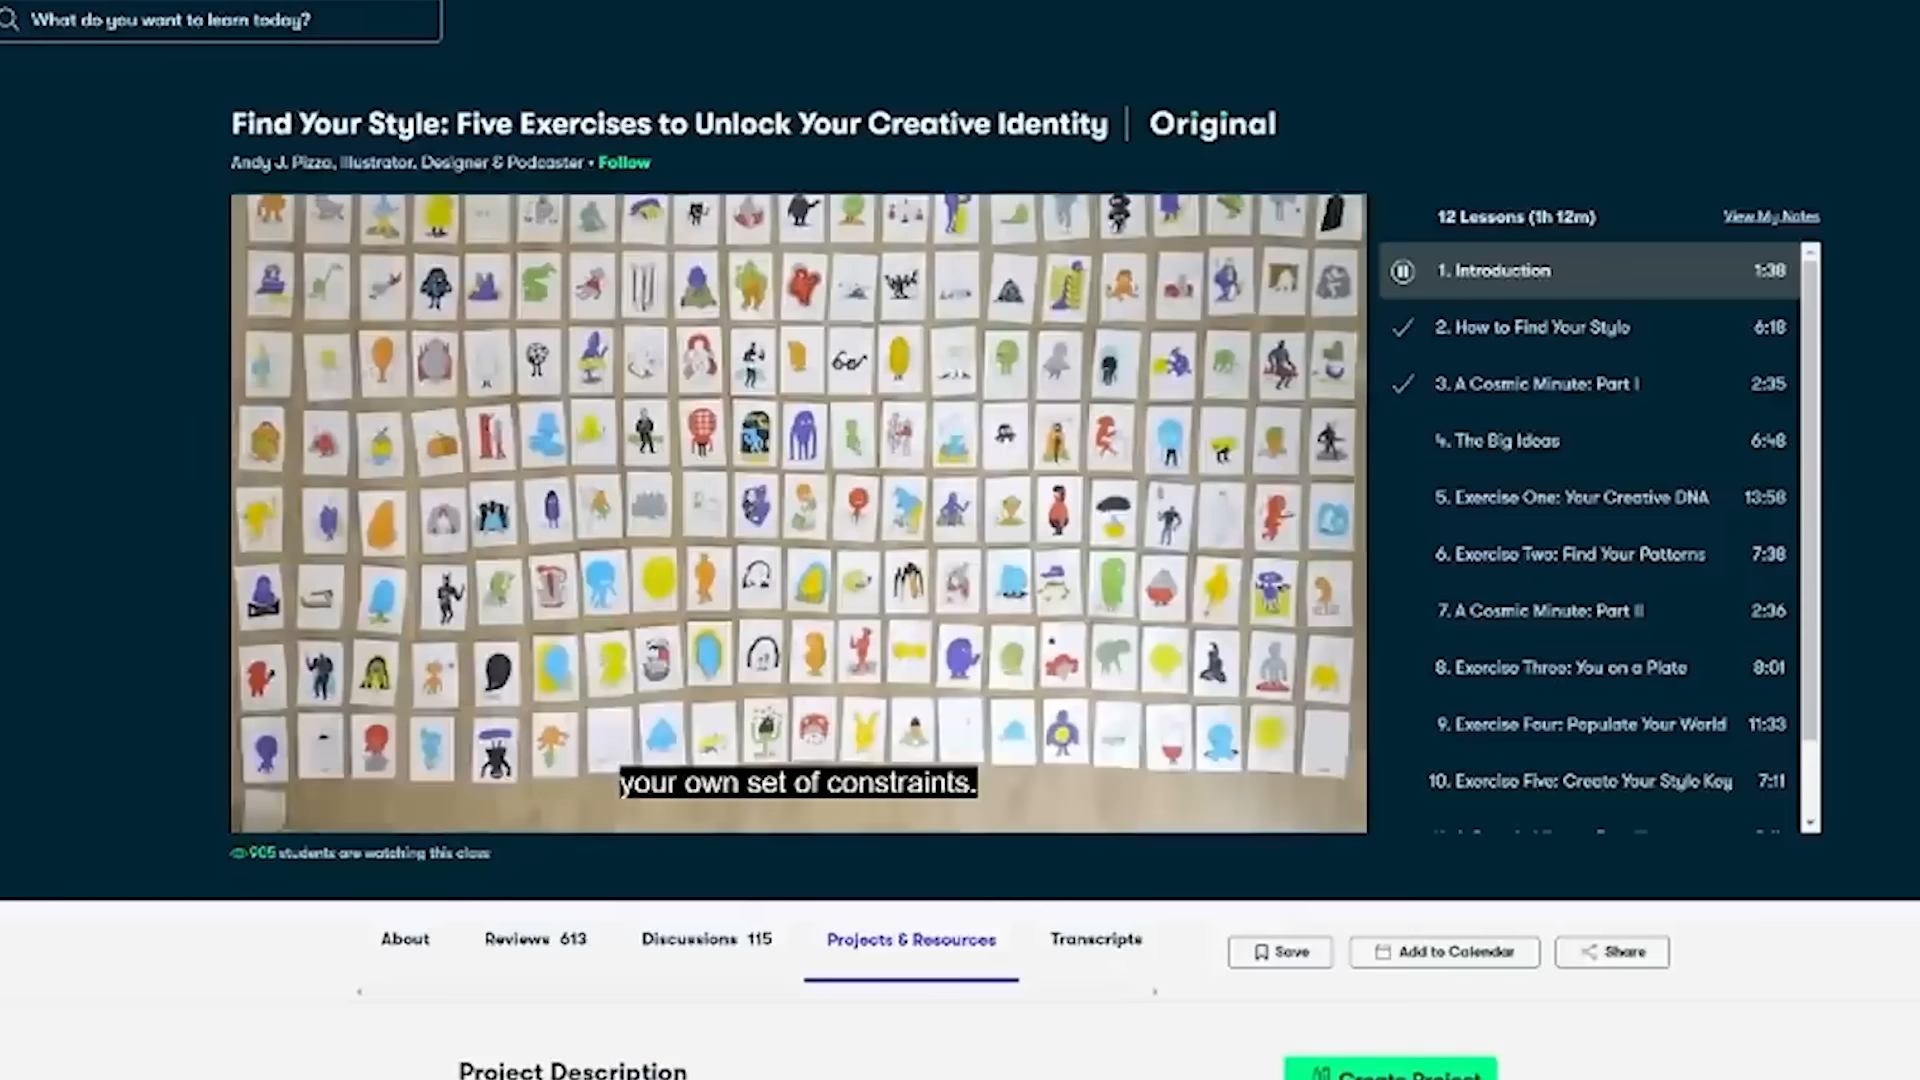 What do you want to learn today?
Find Your Style: Five Exercises to Unlock Your Creative Identity | Original
Andy J. Pizza, Illustrator, Designer & Podcaster • Follow
12 Lessons (1h 12m)
View My Notes
1. Introduction 1:38
2. How to Find Your Style 6:18
3. A Cosmic Minute: Part I 2:35
4. The Big Ideas 6:48
5. Exercise One: Your Creative DNA 13:58
6. Exercise Two: Find Your Patterns 7:38
7. A Cosmic Minute: Part II 2:36
8. Exercise Three: You on a Plate 8:01
9. Exercise Four: Populate Your World 11:33
10. Exercise Five: Create Your Style Key 7:11
your own set of constraints.
905 students are watching this class
About Reviews 613 Discussions 115 Projects & Resources Transcripts
Save Add to Calendar Share
Project Description
Create Project